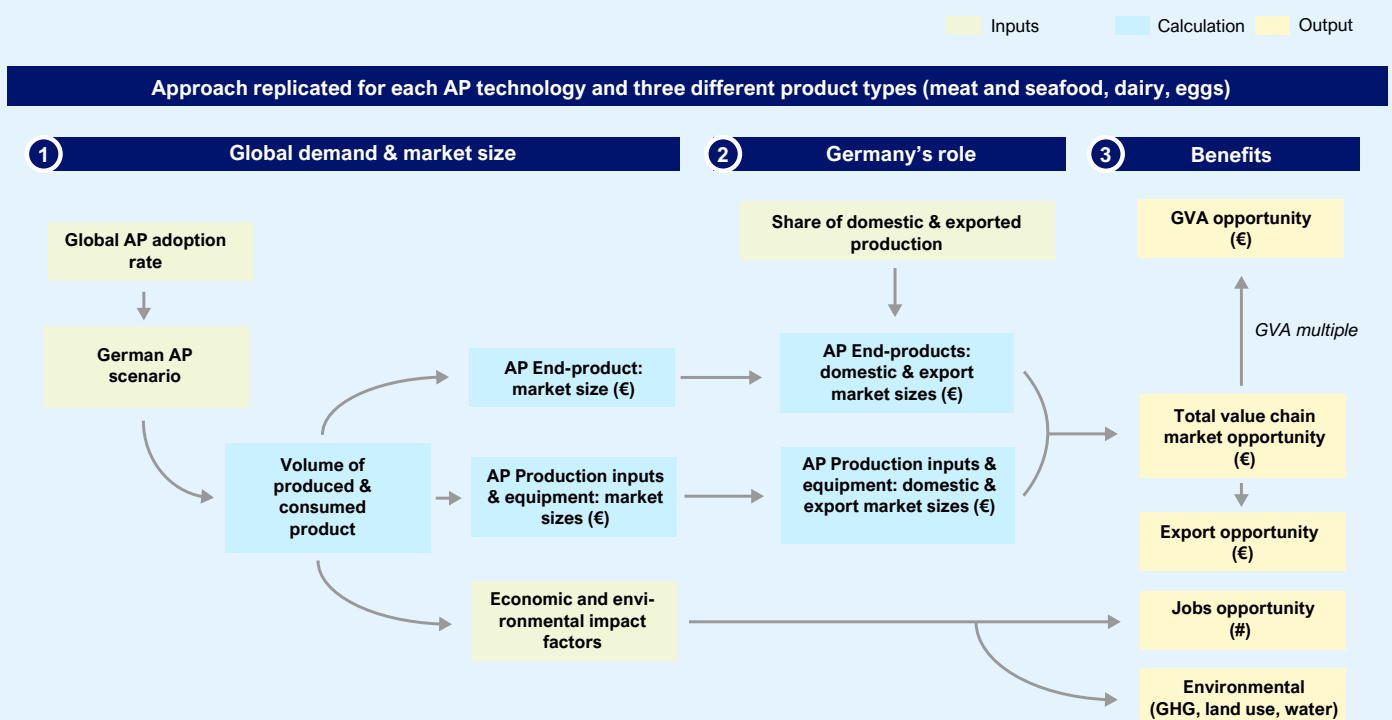 Inputs
Calculation
Output
Approach replicated for each AP technology and three different product types (meat and seafood, dairy, eggs)
1
Global demand & market size
2
Germany's role
3
Benefits
Global AP adoption
rate
German AP
scenario
Volume of
produced &
consumed
product
AP End-product:
market size (€)
AP Production inputs
& equipment: market
sizes (€)
Economic and envi-
ronmental impact
factors
Share of domestic & exported
production
AP End-products:
domestic & export
market sizes (€)
AP Production inputs &
equipment: domestic &
export market sizes (€)
GVA opportunity
(€)
GVA multiple
Total value chain
market opportunity
(€)
Export opportunity
(€)
Jobs opportunity
(#)
Environmental
(GHG, land use, water)